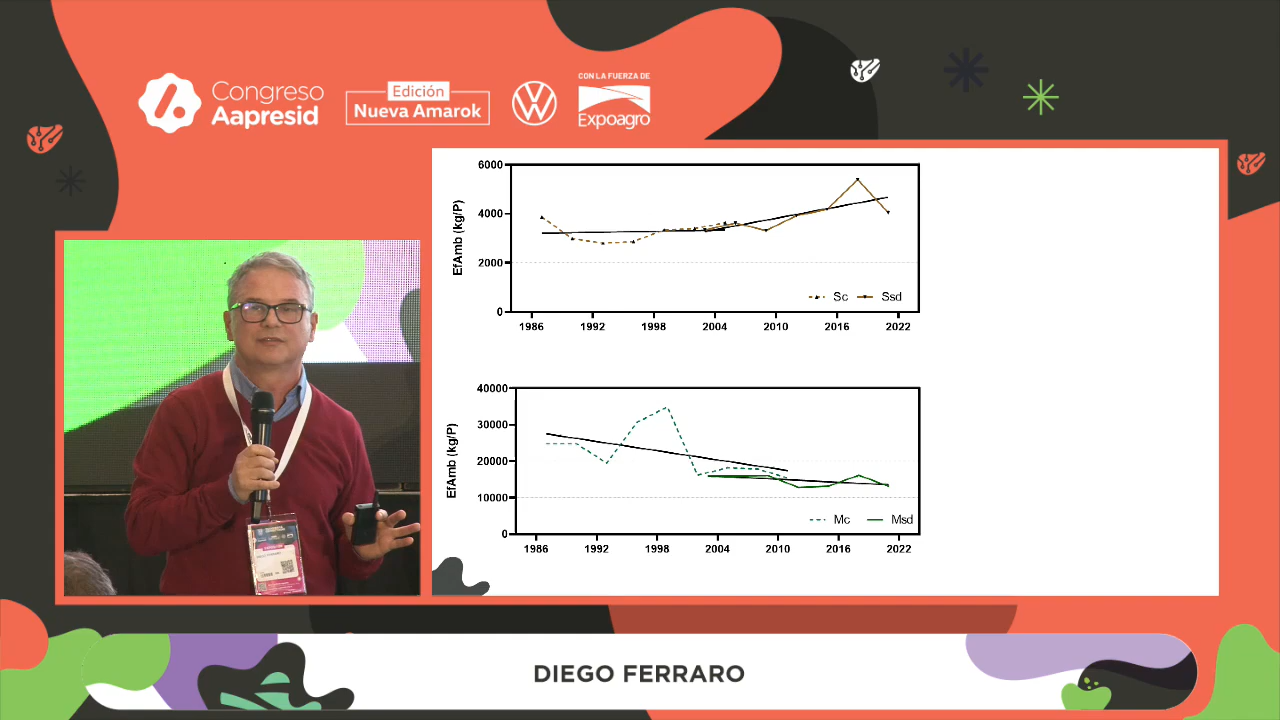 Congreso
Aapresid
Edición
Nueva Amarok
CON LA FUERZA DE
Expoagro
EfAmb (kg/P)
6000
4000
2000
0
Sc
Ssd
1986
1992
1998
2004
2010
2016
2022
EfAmb (kg/P)
40000
30000
20000
10000
0
Mc
Msd
1986
1992
1998
2004
2010
2016
2022
DIEGO FERRARO